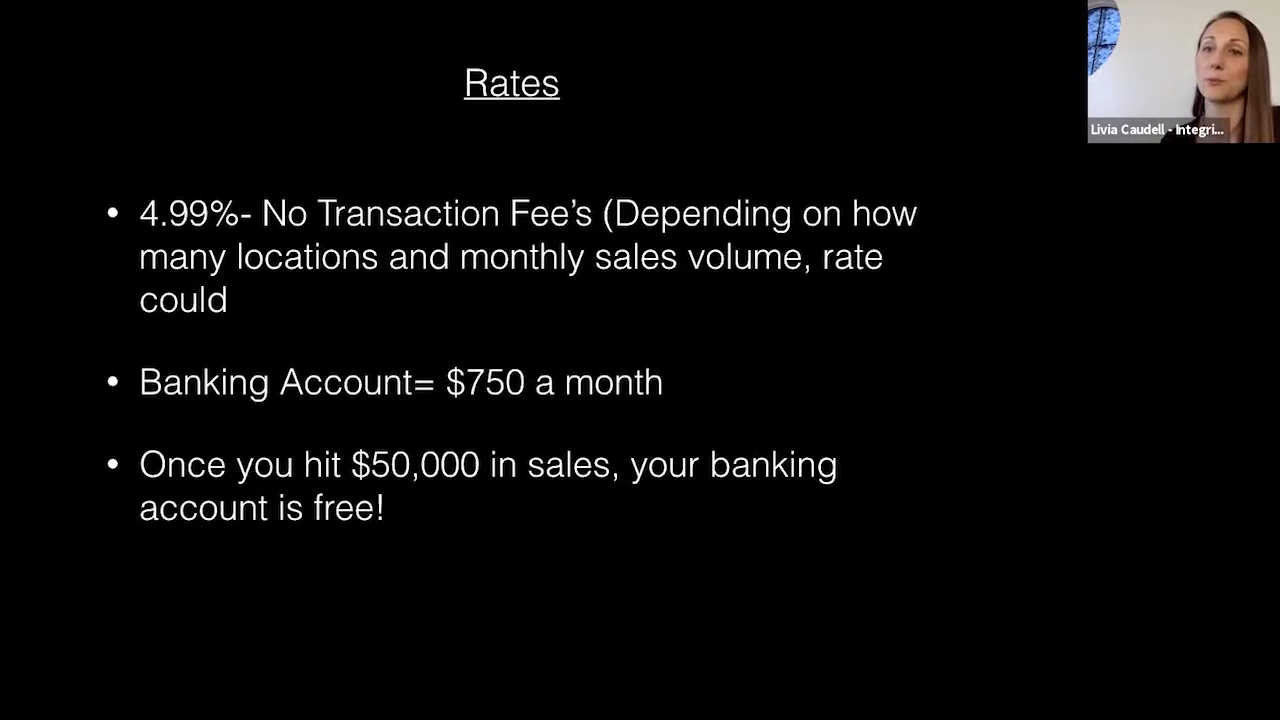 Rates
• 4.99%- No Transaction Fee’s (Depending on how
many locations and monthly sales volume, rate
could
• Banking Account= $750 a month
• Once you hit $50,000 in sales, your banking
account is free!
Livia Caudell - Integri...